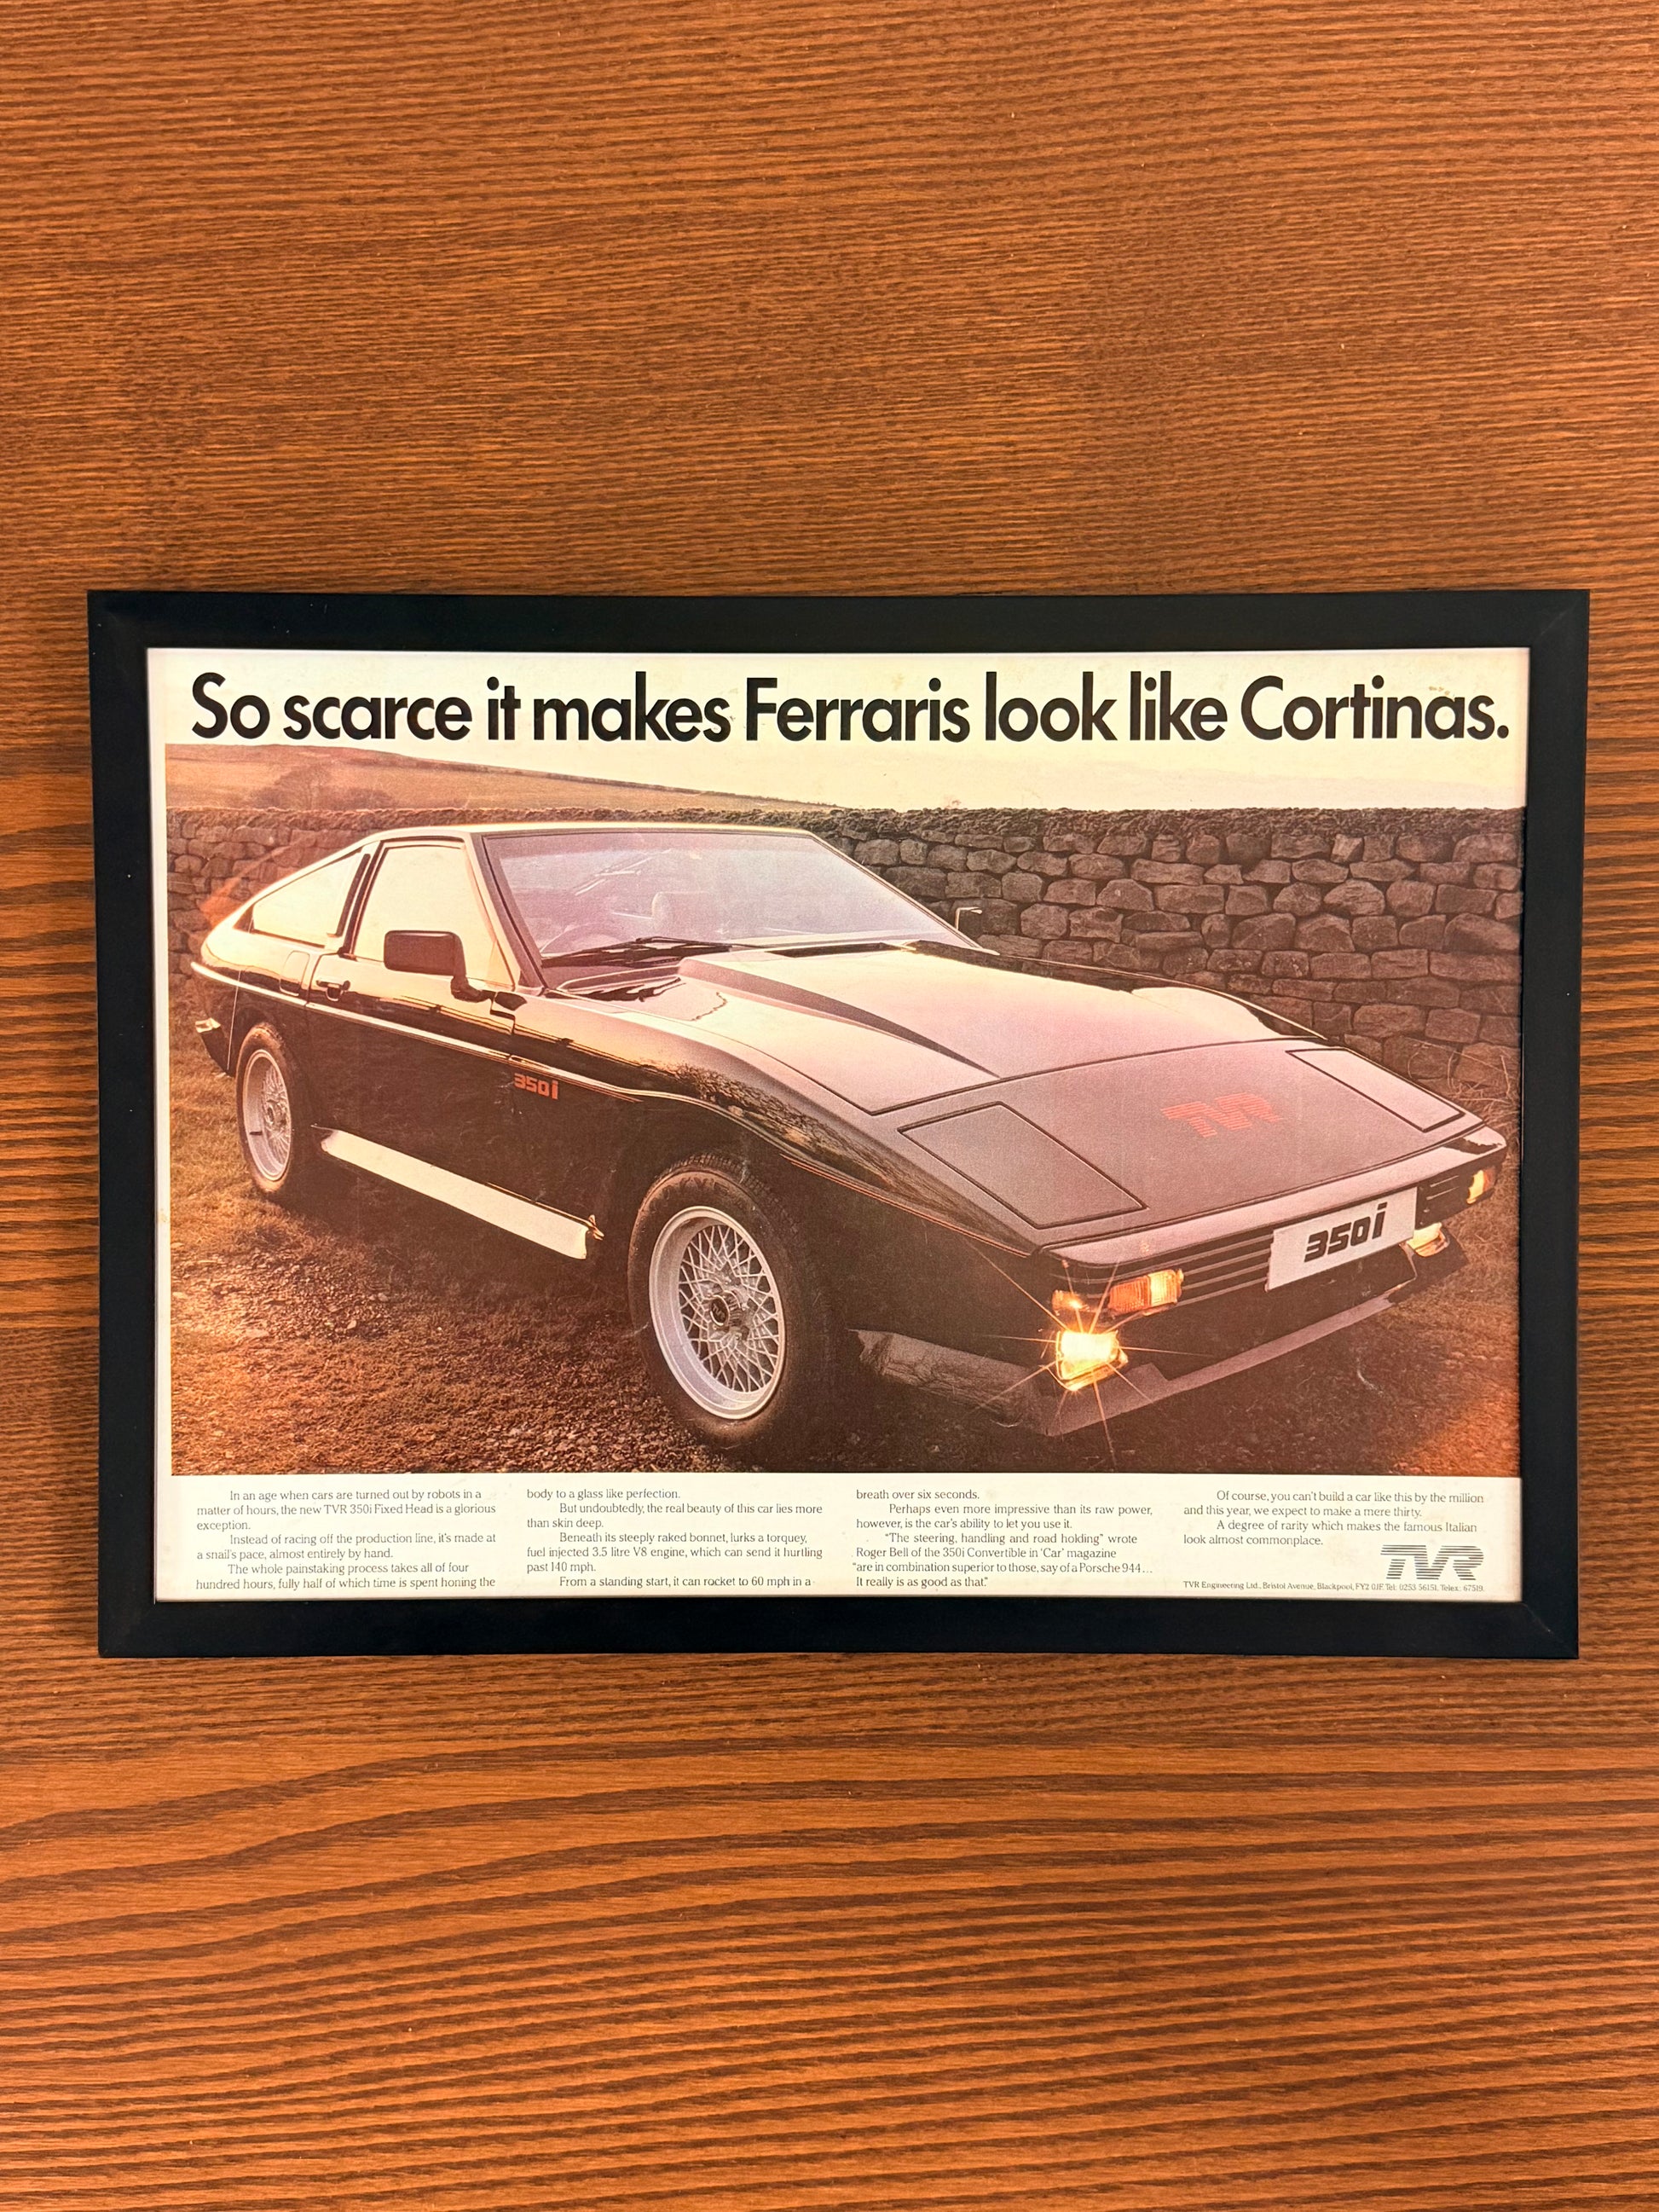 So scarce it makes Ferraris look like Cortinas.
350i
TVR
350i
In an age when cars are turned out by robots in a
matter of hours, the new TVR 350i Fixed Head is a glorious
exception.
Instead of racing off the production line, it's made at
a snail's pace, almost entirely by hand.
The whole painstaking process takes all of four
hundred hours, fully half of which time is spent honing the
body to a glass like perfection.
But undoubtedly, the real beauty of this car lies more
than skin deep.
Beneath its steeply raked bonnet, lurks a torquey,
fuel injected 3.5 litre V8 engine, which can send it hurtling
past 140 mph.
From a standing start, it can rocket to 60 mph in a
breath over six seconds.
Perhaps even more impressive than its raw power,
however, is the car's ability to let you use it.
"The steering, handling and road holding" wrote
Roger Bell of the 350i Convertible in 'Car' magazine
"are in combination superior to those, say of a Porsche 944...
It really is as good as that."
Of course, you can't build a car like this by the million
and this year, we expect to make a mere thirty.
A degree of rarity which makes the famous Italian
look almost commonplace.
TVR
TVR Engineering Ltd., Bristol Avenue, Blackpool, FY2 0JF. Tel: 0253 56151. Telex: 67519.